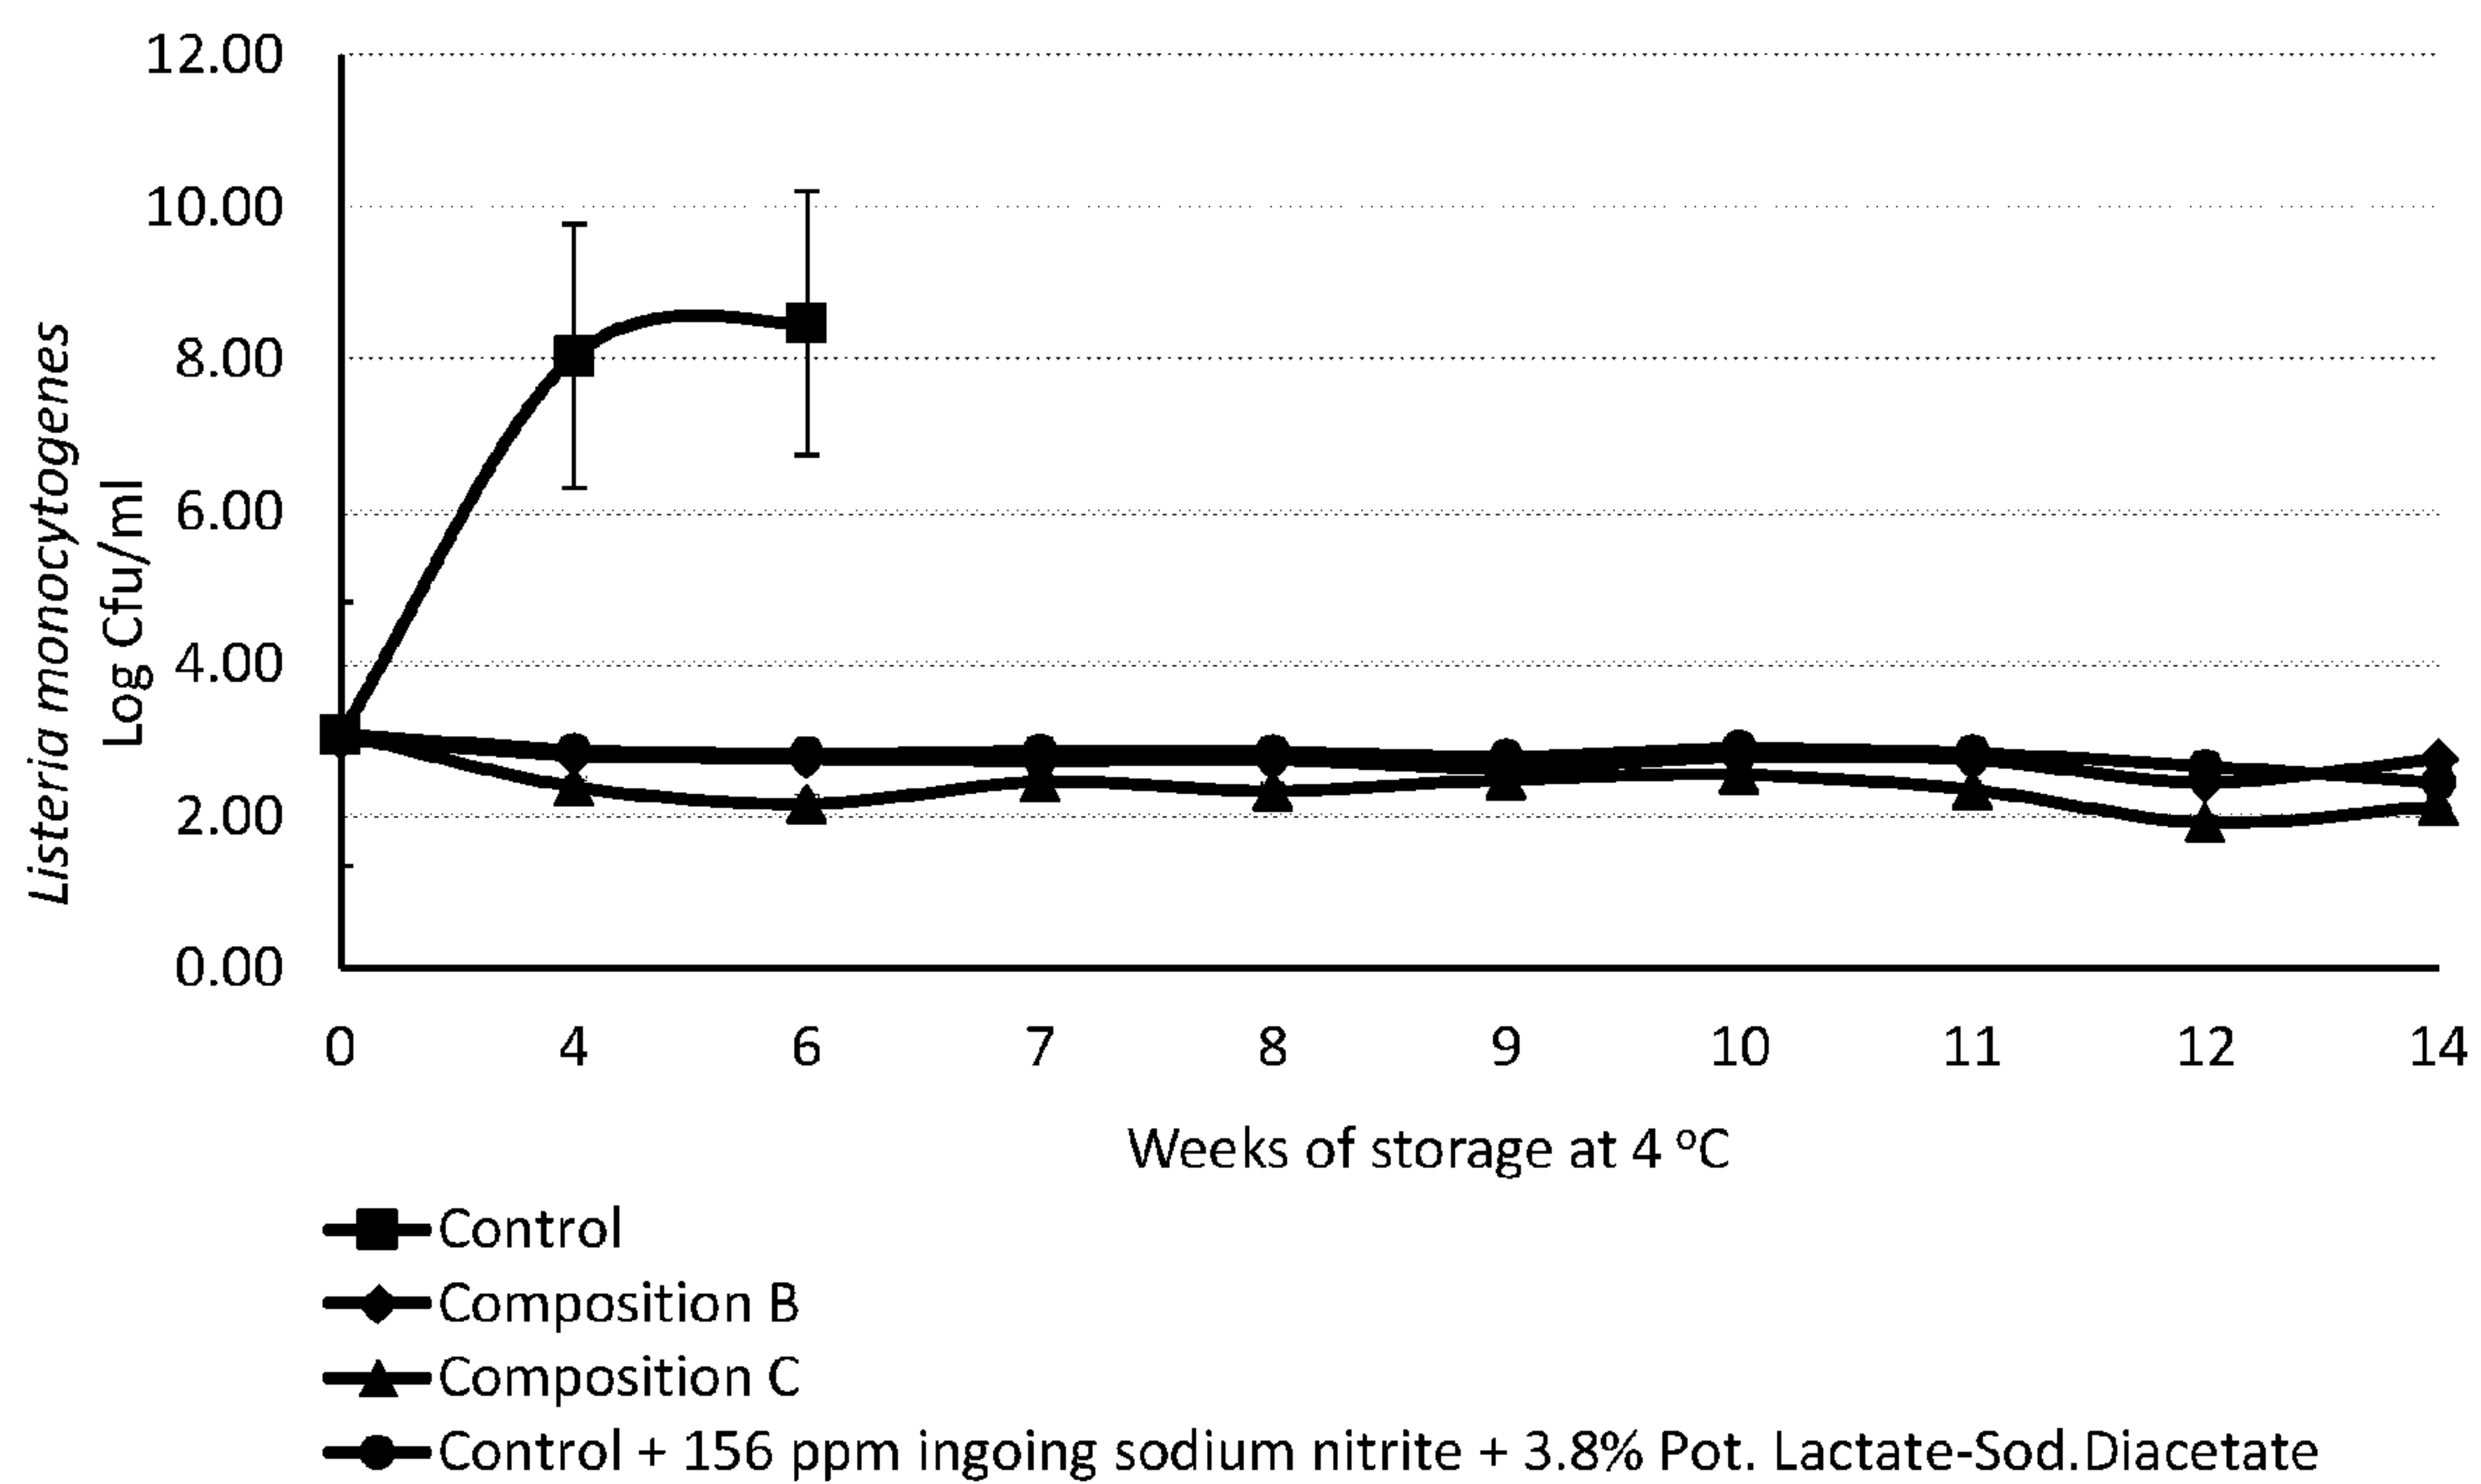 12.00
10.00
8.00
6.00
4.00
2.00
0.00
Listeria monocytogenes
Log Cfu/ml
0 4 6 7 8 9 10 11 12 14
Weeks of storage at 4 ºC
Control
Composition B
Composition C
Control + 156 ppm ingoing sodium nitrite + 3.8% Pot. Lactate-Sod.Diacetate